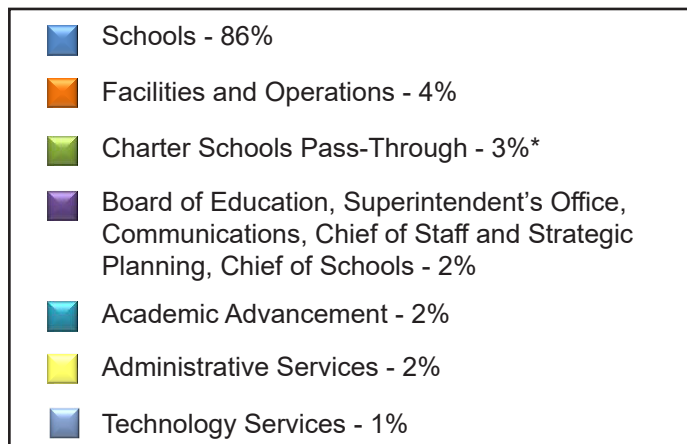 Schools - 86%
Facilities and Operations - 4%
Charter Schools Pass-Through - 3%*
Board of Education, Superintendent’s Office,
Communications, Chief of Staff and Strategic
Planning, Chief of Schools - 2%
Academic Advancement - 2%
Administrative Services - 2%
Technology Services - 1%